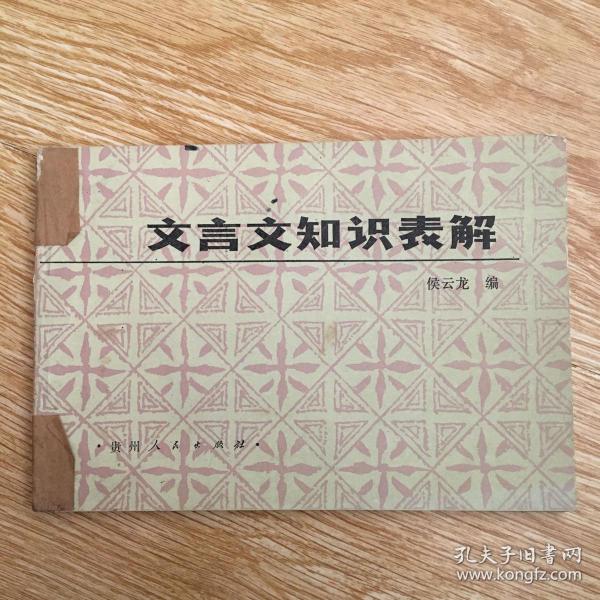 文言文知识表解
侯云龙 编
·贵州人民出版社·
孔夫子旧书网
www.kongfz.com